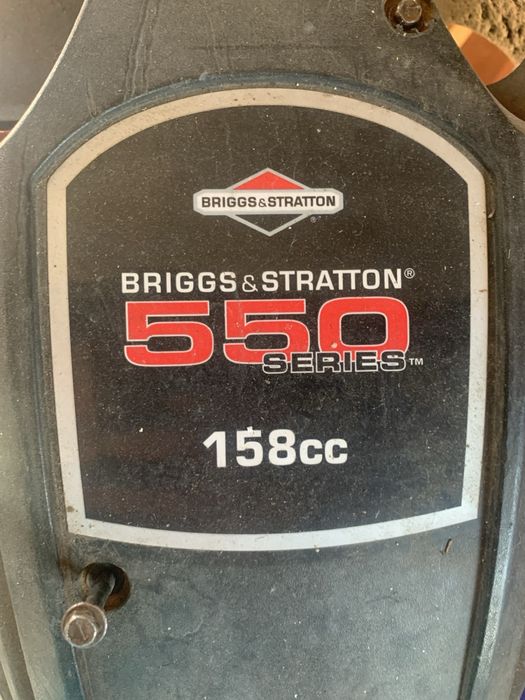 BRIGGS&STRATTON®
BRIGGS & STRATTON®
550
SERIES™
158cc